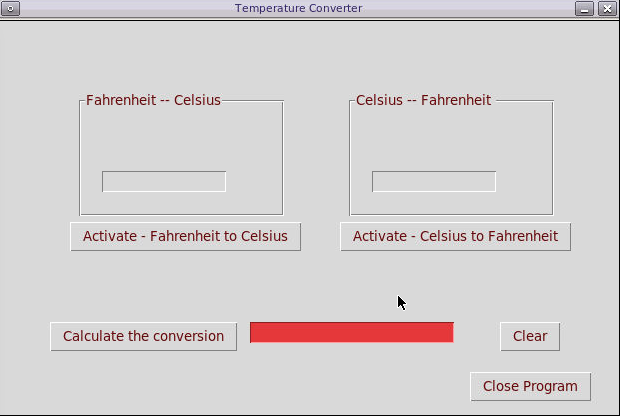 Temperature Converter
Fahrenheit -- Celsius
Celsius -- Fahrenheit
Activate - Fahrenheit to Celsius
Activate - Celsius to Fahrenheit
Calculate the conversion
Clear
Close Program